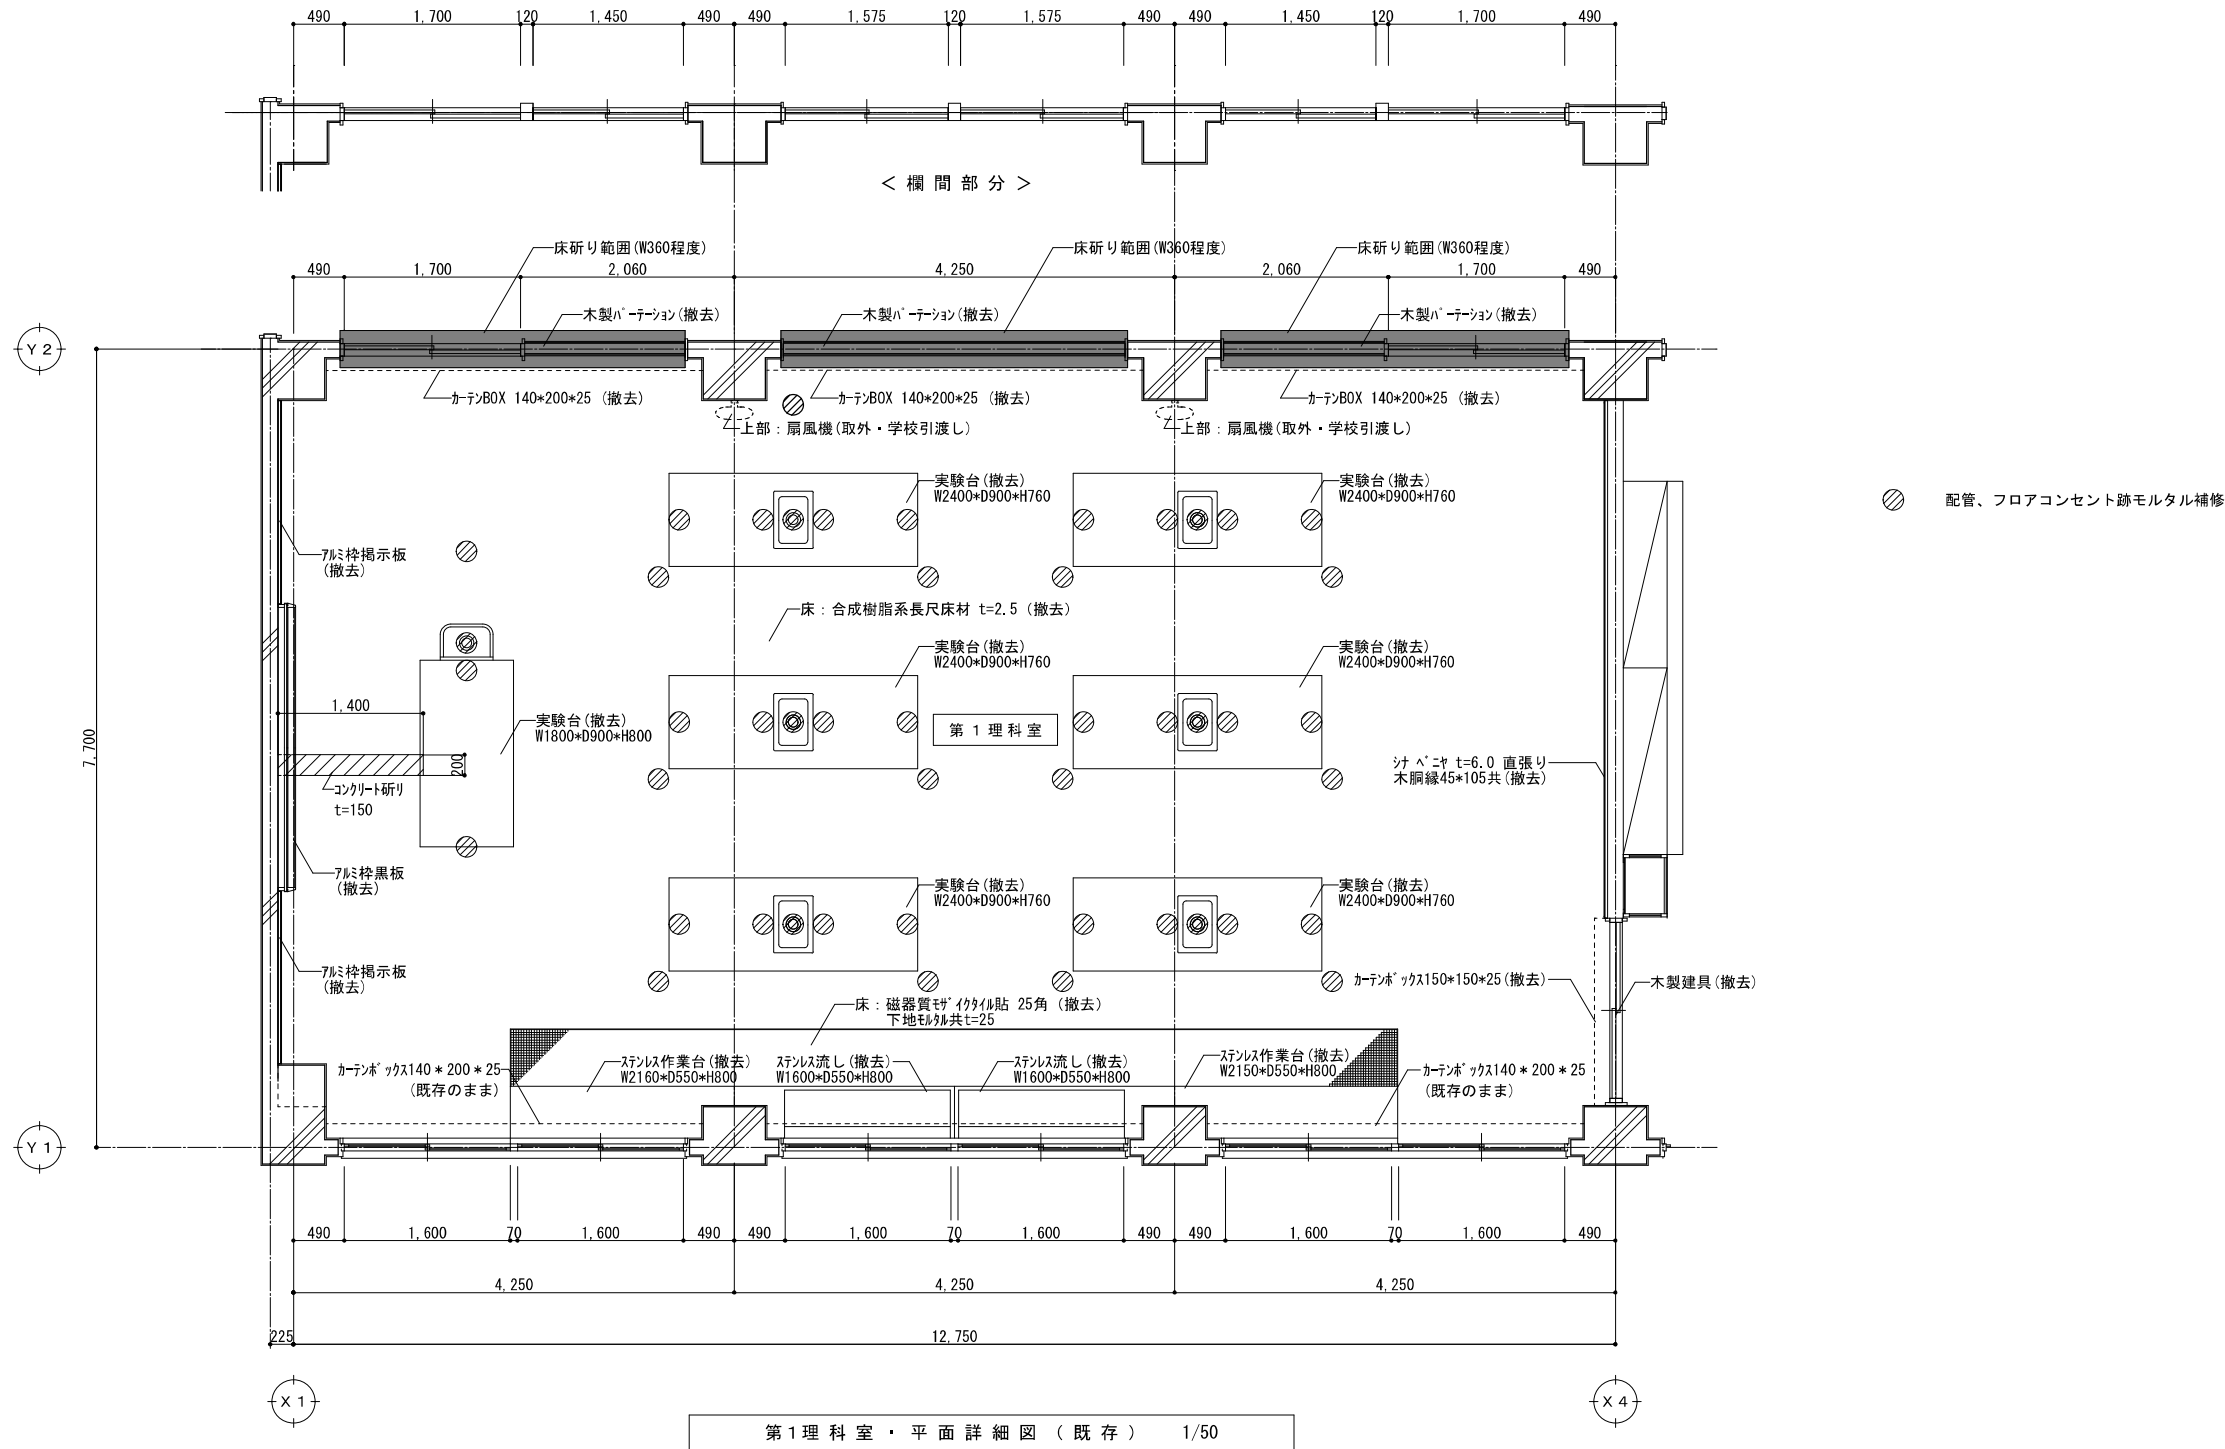 490 1,700 120 1,450 490 490 1,575 120 1,575 490 490 1,450 120 1,700 490
＜ 欄 間 部 分 ＞
床斫り範囲(W360程度) 床斫り範囲(W360程度) 床斫り範囲(W360程度)
490 1,700 2,060 4,250 2,060 1,700 490
木製ﾊﾟｰﾃｰｼｮﾝ(撤去) 木製ﾊﾟｰﾃｰｼｮﾝ(撤去) 木製ﾊﾟｰﾃｰｼｮﾝ(撤去)
Y 2
ｶｰﾃﾝBOX 140*200*25 (撤去) ｶｰﾃﾝBOX 140*200*25 (撤去) ｶｰﾃﾝBOX 140*200*25 (撤去)
上部：扇風機(取外・学校引渡し) 上部：扇風機(取外・学校引渡し)
実験台(撤去) 実験台(撤去)
W2400*D900*H760 W2400*D900*H760
配管、フロアコンセント跡モルタル補修
ｱﾙﾐ枠掲示板
(撤去)
床：合成樹脂系長尺床材 t=2.5 (撤去)
実験台(撤去) 実験台(撤去)
W2400*D900*H760 W2400*D900*H760
1,400
実験台(撤去)
W1800*D900*H800
第 1 理 科 室
7,700
200
ｼﾅ ﾍﾞﾆﾔ t=6.0 直張り
木胴縁45*105共(撤去)
ｺﾝｸﾘｰﾄ斫り
t=150
ｱﾙﾐ枠黒板
(撤去)
実験台(撤去) 実験台(撤去)
W2400*D900*H760 W2400*D900*H760
ｱﾙﾐ枠掲示板
(撤去)
ｶｰﾃﾝﾎﾞｯｸｽ150*150*25(撤去) 木製建具(撤去)
床：磁器質ﾓｻﾞｲｸﾀｲﾙ貼 25角 (撤去)
下地ﾓﾙﾀﾙ共t=25
ｶｰﾃﾝﾎﾞｯｸｽ140＊200＊25
(既存のまま)
ｽﾃﾝﾚｽ作業台(撤去)
W2160*D550*H800
ｽﾃﾝﾚｽ流し(撤去)
W1600*D550*H800
ｽﾃﾝﾚｽ流し(撤去)
W1600*D550*H800
ｽﾃﾝﾚｽ作業台(撤去)
W2150*D550*H800
ｶｰﾃﾝﾎﾞｯｸｽ140＊200＊25
(既存のまま)
Y 1
490 1,600 70 1,600 490 490 1,600 70 1,600 490 490 1,600 70 1,600 490
4,250 4,250 4,250
225 12,750
X 1 X 4
第1理 科 室 ・ 平 面 詳 細 図 （ 既 存 ） 1/50